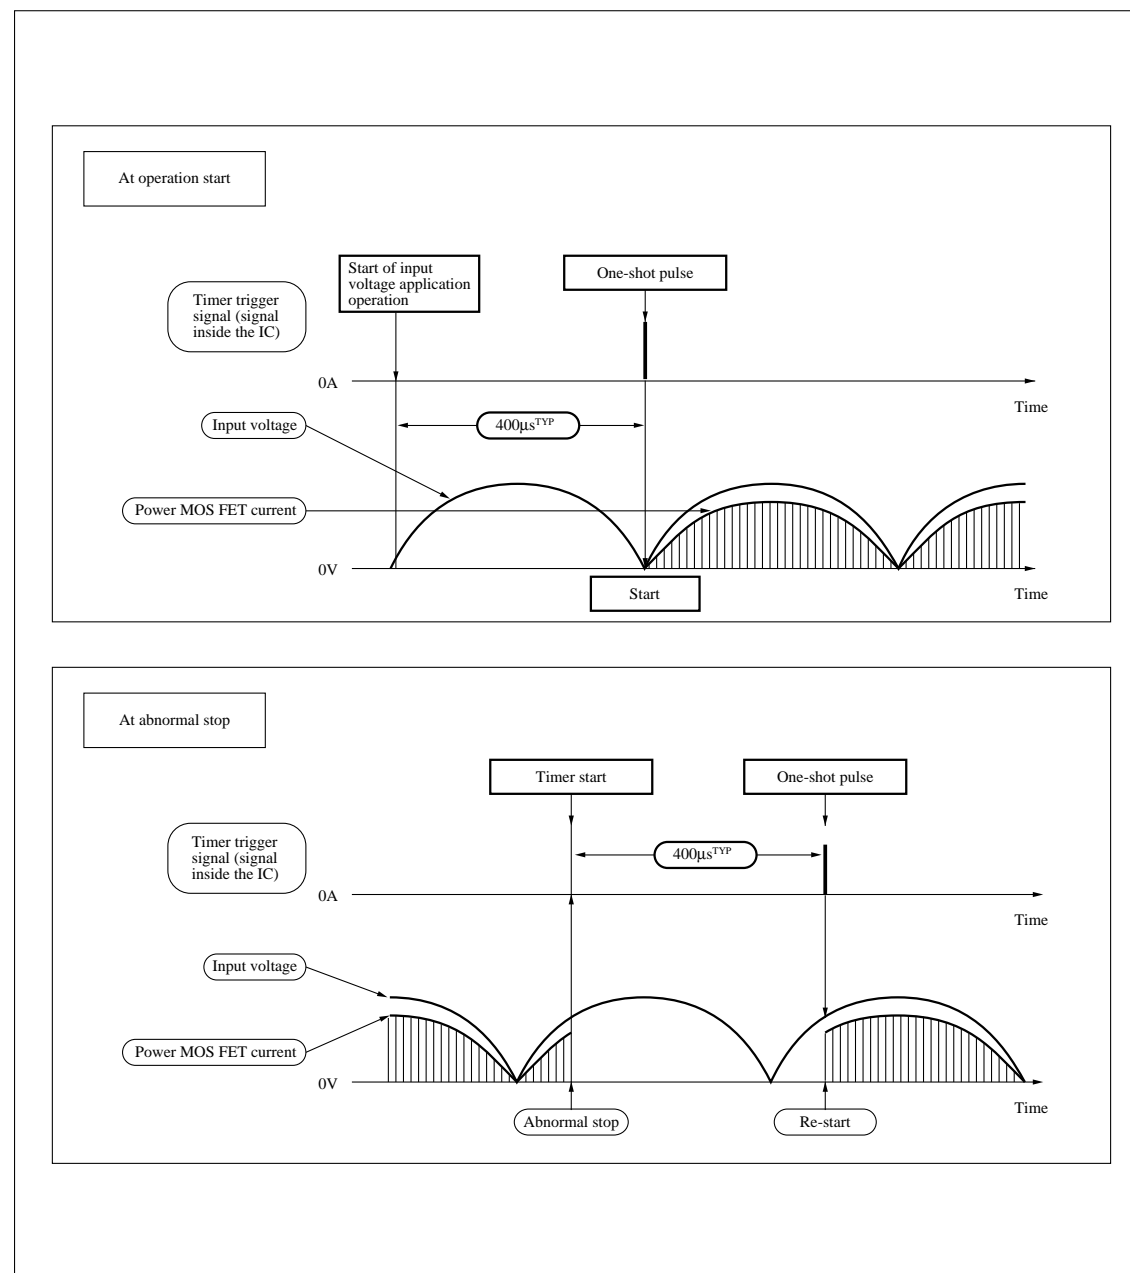 At operation start
Start of input
voltage application
operation
One-shot pulse
Timer trigger
signal (signal
inside the IC)
0A
Time
Input voltage
400μsTYP
Power MOS FET current
0V
Time
Start
At abnormal stop
Timer start
One-shot pulse
Timer trigger
signal (signal
inside the IC)
400μsTYP
0A
Time
Input voltage
Power MOS FET current
0V
Time
Abnormal stop
Re-start